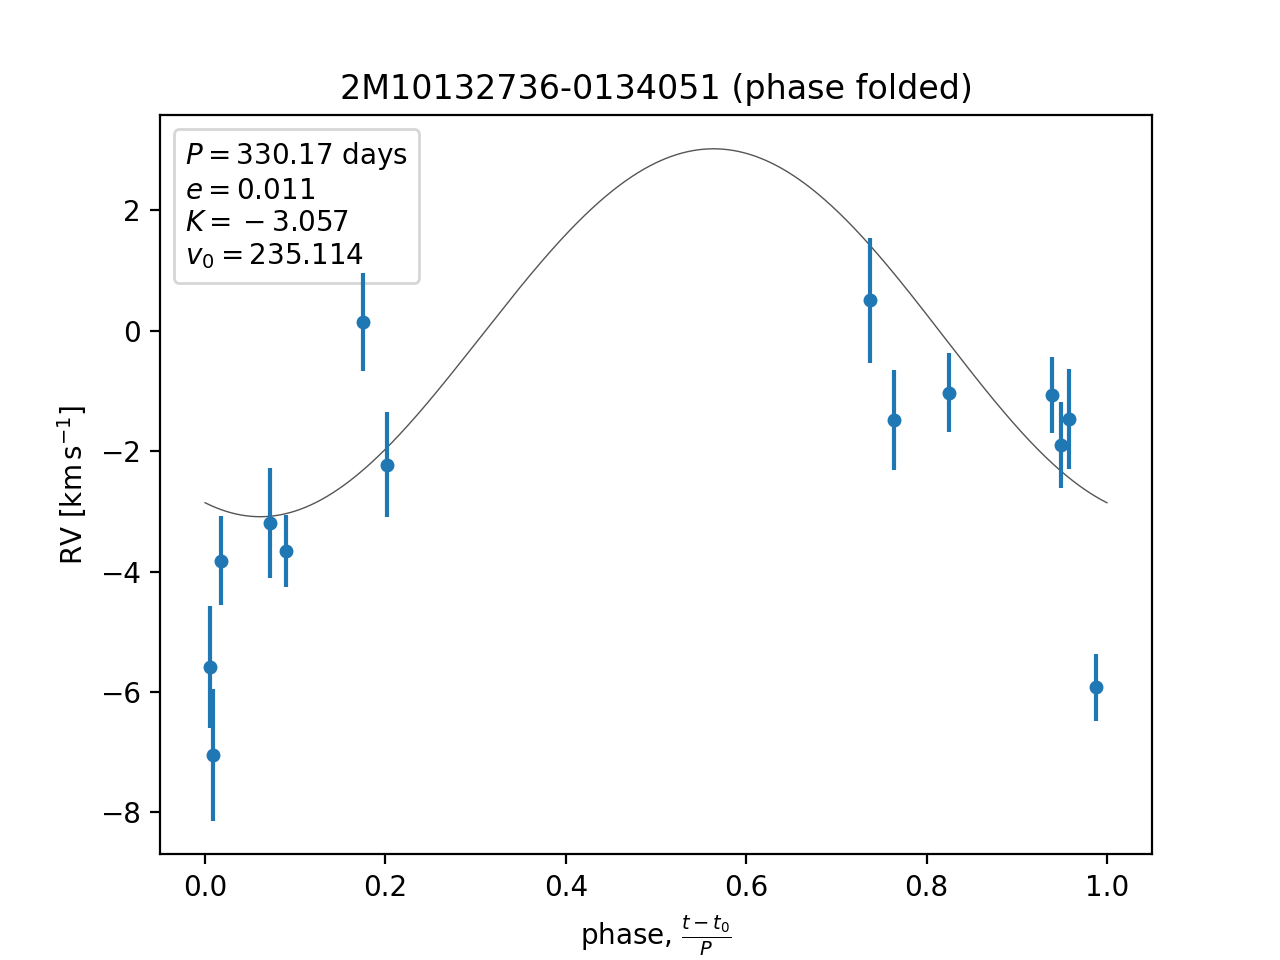 2M10132736-0134051 (phase folded)
P = 330.17 days
e = 0.011
K = −3.057
v₀ = 235.114
2
0
−2
−4
−6
−8
RV [km s⁻¹]
0.0 0.2 0.4 0.6 0.8 1.0
phase, (t − t₀)/P